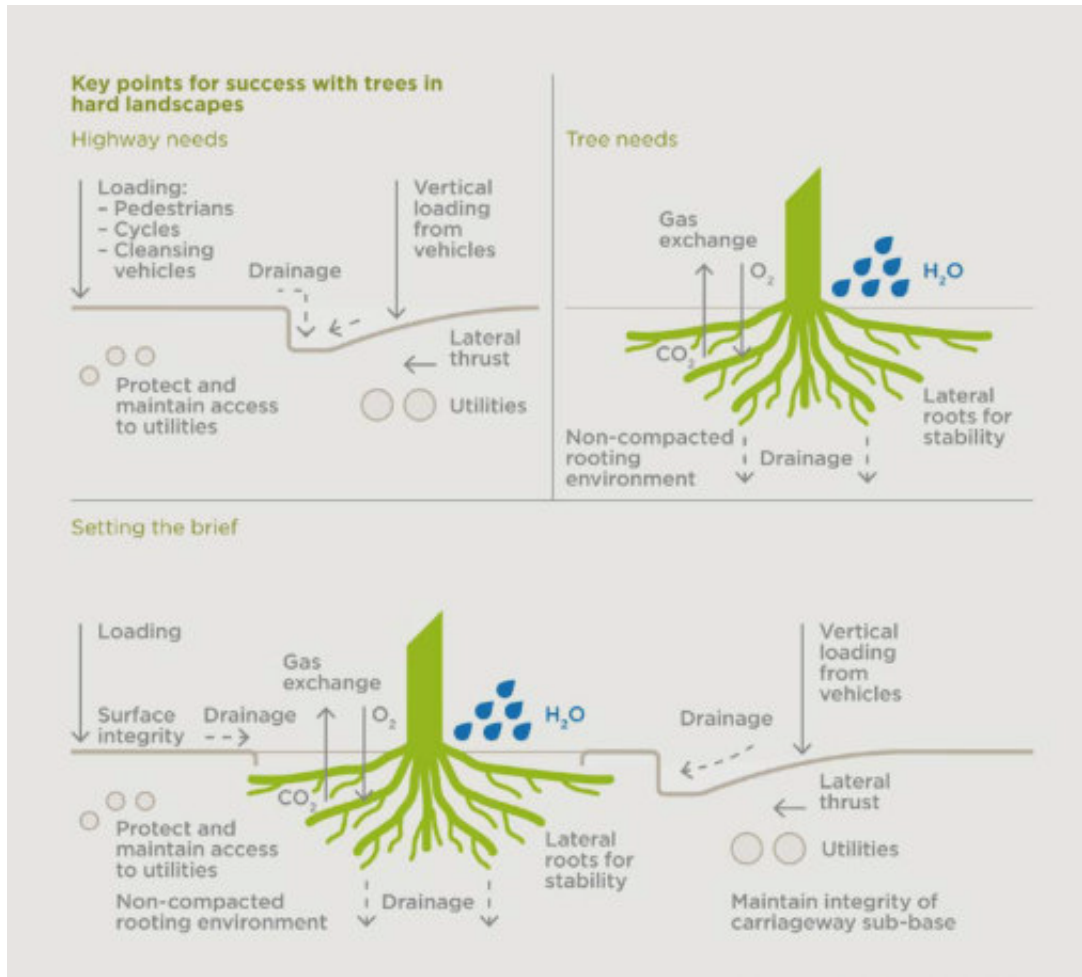 Key points for success with trees in
hard landscapes
Highway needs
Loading:
– Pedestrians
– Cycles
– Cleansing
vehicles
Drainage
Vertical
loading
from
vehicles
Lateral
thrust
Protect and
maintain access
to utilities
Utilities
Tree needs
Gas
exchange
O₂
H₂O
CO₂
Lateral
roots for
stability
Non-compacted
rooting
environment
Drainage
Setting the brief
Loading
Surface
integrity
Drainage
Gas
exchange
O₂
H₂O
CO₂
Protect and
maintain access
to utilities
Non-compacted
rooting environment
Drainage
Lateral
roots for
stability
Vertical
loading
from
vehicles
Drainage
Lateral
thrust
Utilities
Maintain integrity of
carriageway sub-base